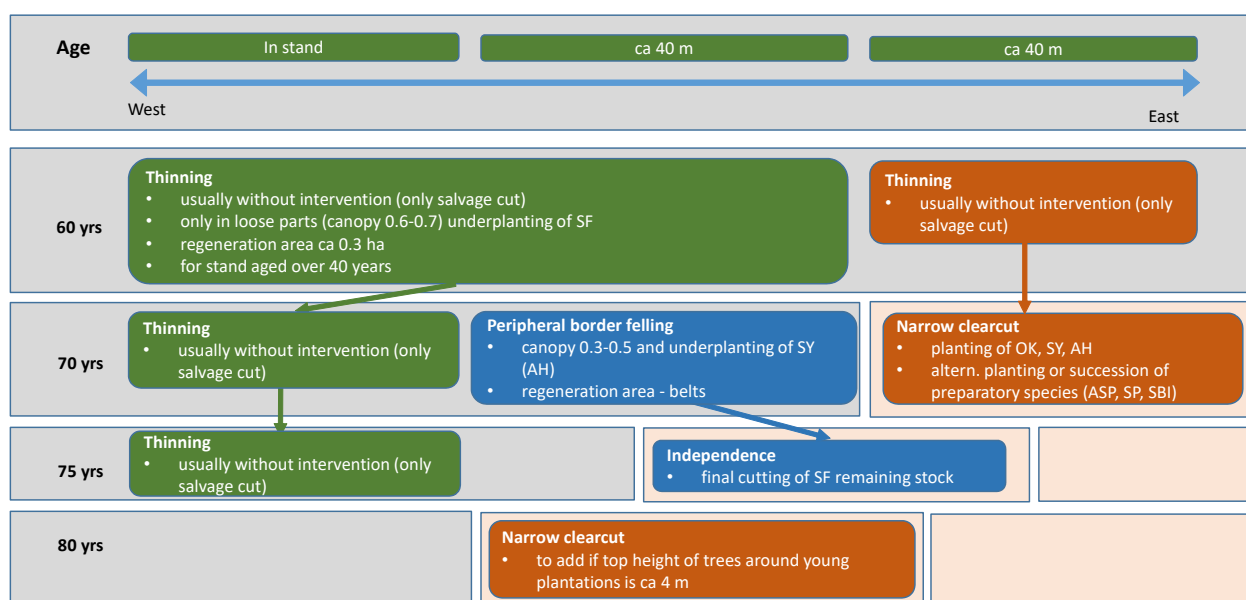 Age
In stand
ca 40 m
ca 40 m
West
East
60 yrs
Thinning
• usually without intervention (only salvage cut)
• only in loose parts (canopy 0.6-0.7) underplanting of SF
• regeneration area ca 0.3 ha
• for stand aged over 40 years
Thinning
• usually without intervention (only
salvage cut)
70 yrs
Thinning
• usually without intervention (only
salvage cut)
Peripheral border felling
• canopy 0.3-0.5 and underplanting of SY
(AH)
• regeneration area - belts
Narrow clearcut
• planting of OK, SY, AH
• altern. planting or succession of
preparatory species (ASP, SP, SBI)
75 yrs
Thinning
• usually without intervention (only
salvage cut)
Independence
• final cutting of SF remaining stock
80 yrs
Narrow clearcut
• to add if top height of trees around young
plantations is ca 4 m